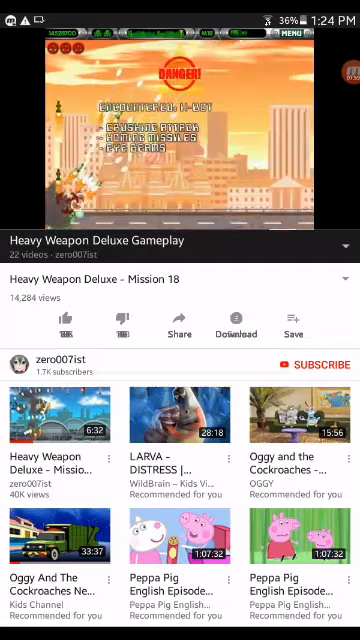 36% 1:24 PM
MENU
DANGER!
ENCOUNTERED: X-BOT
- CRUSHING ATTACK
- HOMING MISSILES
- EYE BEAMS
Heavy Weapon Deluxe Gameplay
22 videos · zero007ist
Heavy Weapon Deluxe - Mission 18
14,284 views
Share
Download
Save
zero007ist
1.7K subscribers
SUBSCRIBE
6:32
28:18
15:56
Heavy Weapon
Deluxe - Missio...
zero007ist
40K views
LARVA -
DISTRESS |...
WildBrain – Kids Vi...
Recommended for you
Oggy and the
Cockroaches -...
OGGY
Recommended for you
33:37
1:07:32
1:07:32
Oggy And The
Cockroaches Ne...
Kids Channel
Recommended for you
Peppa Pig
English Episode...
Peppa Pig English...
Recommended for you
Peppa Pig
English Episode...
Peppa Pig English...
Recommended for you